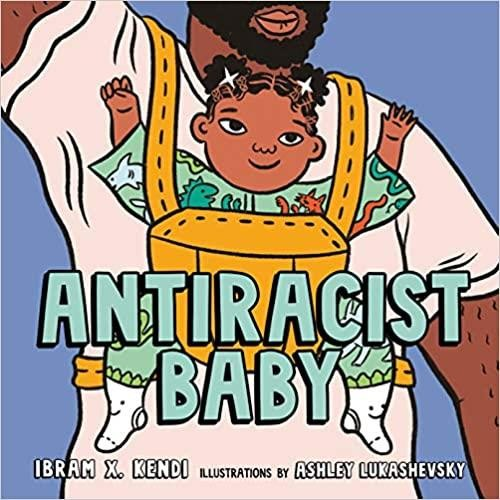 ANTIRACIST
BABY
IBRAM X. KENDI ILLUSTRATIONS BY ASHLEY LUKASHEVSKY